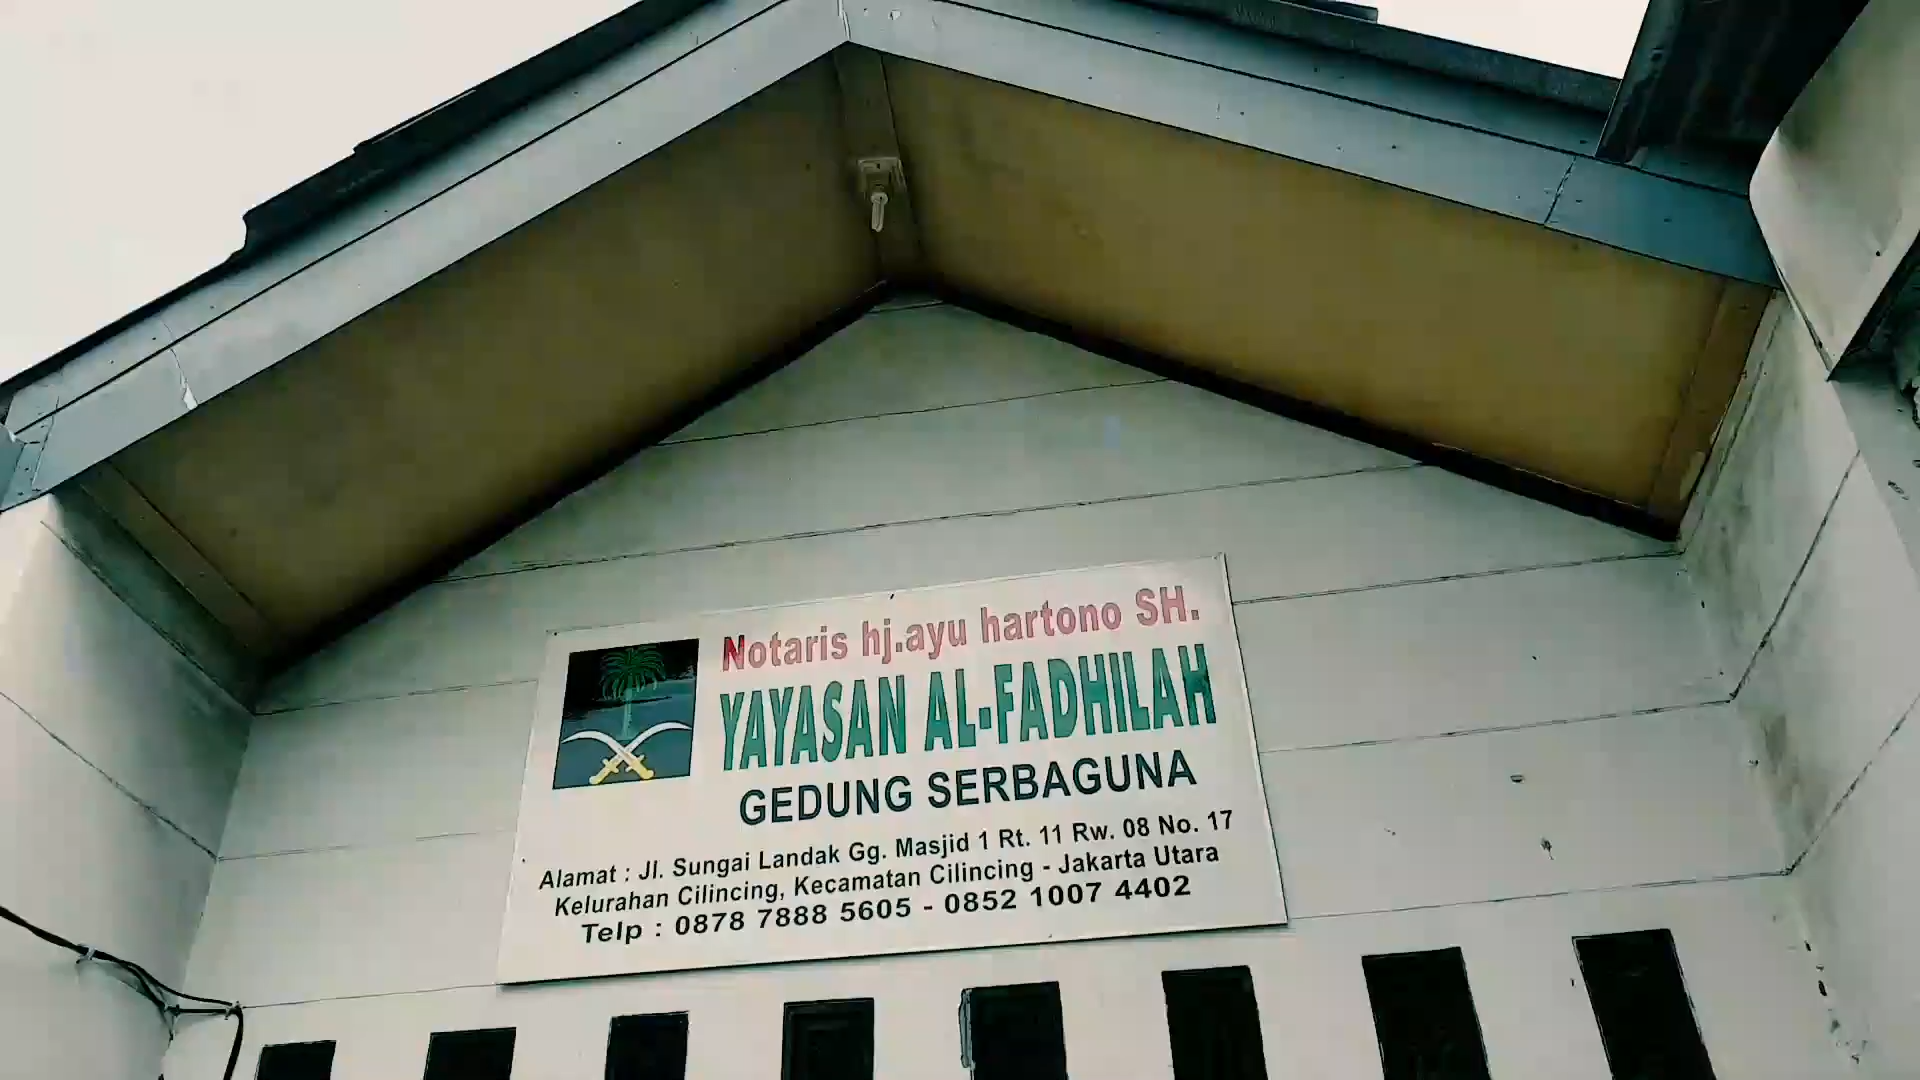 Notaris hj.ayu hartono SH.
YAYASAN AL-FADHILAH
GEDUNG SERBAGUNA
Alamat : Jl. Sungai Landak Gg. Masjid 1 Rt. 11 Rw. 08 No. 17
Kelurahan Cilincing, Kecamatan Cilincing - Jakarta Utara
Telp : 0878 7888 5605 - 0852 1007 4402